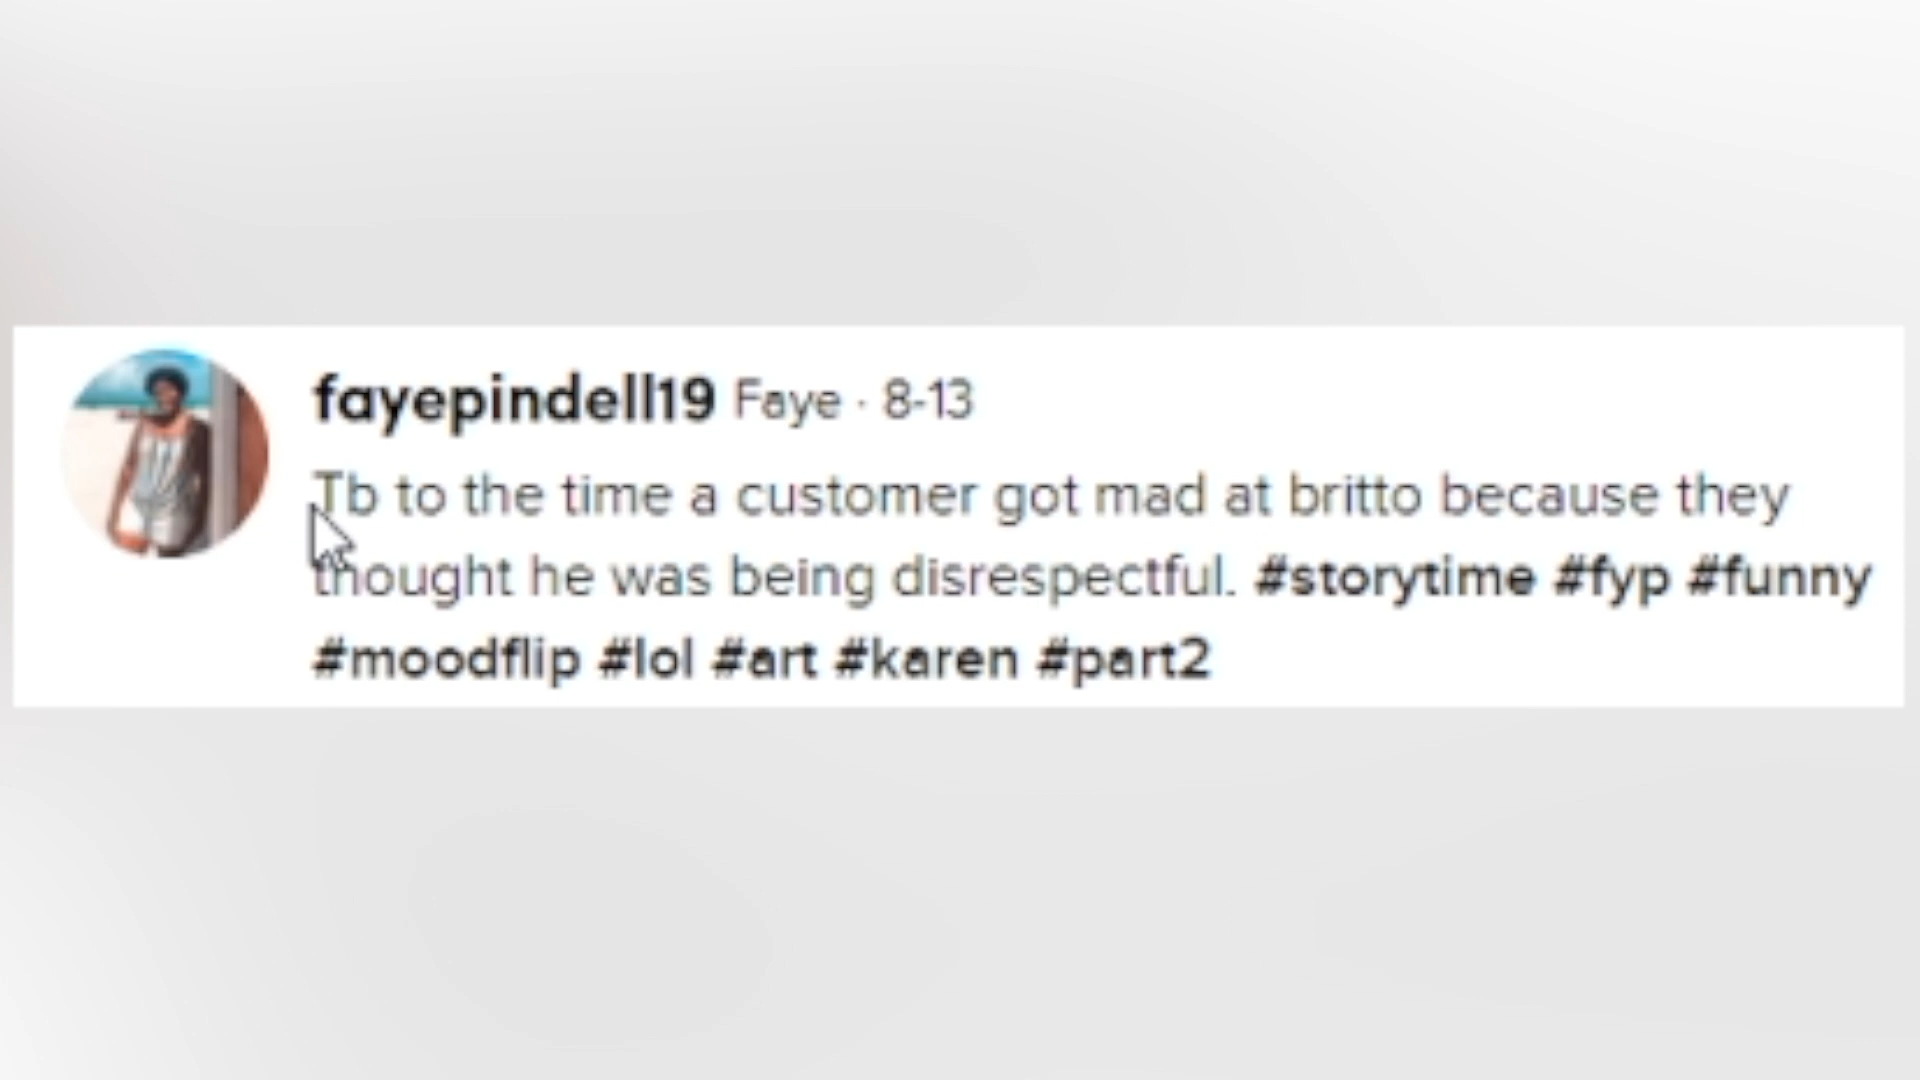 fayepindell19 Faye · 8-13
Tb to the time a customer got mad at britto because they
thought he was being disrespectful. #storytime #fyp #funny
#moodflip #lol #art #karen #part2